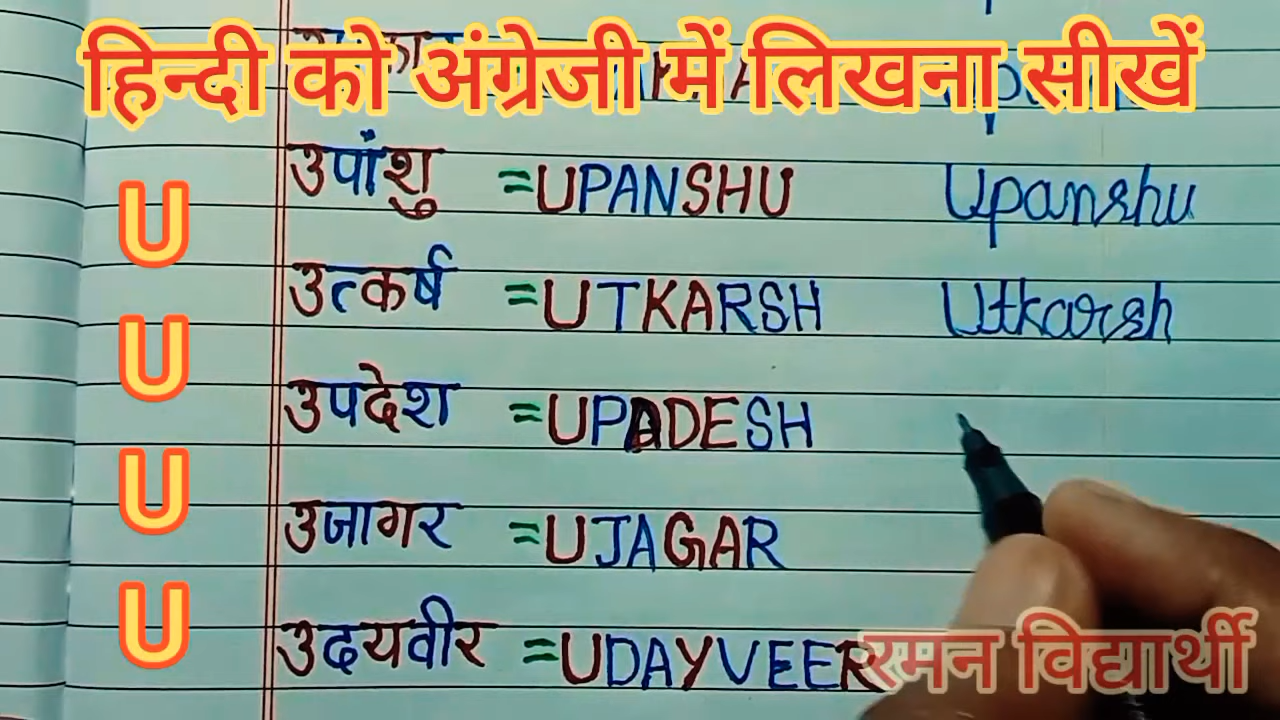 हिन्दी को अंग्रेजी में लिखना सीखें
उपांशु =UPANSHU Upanshu
U
उत्कर्ष =UTKARSH Utkarsh
U
उपदेश =UPADESH
U
उजागर =UJAGAR
U
उदयवीर =UDAYVEER
रमन विद्यार्थी